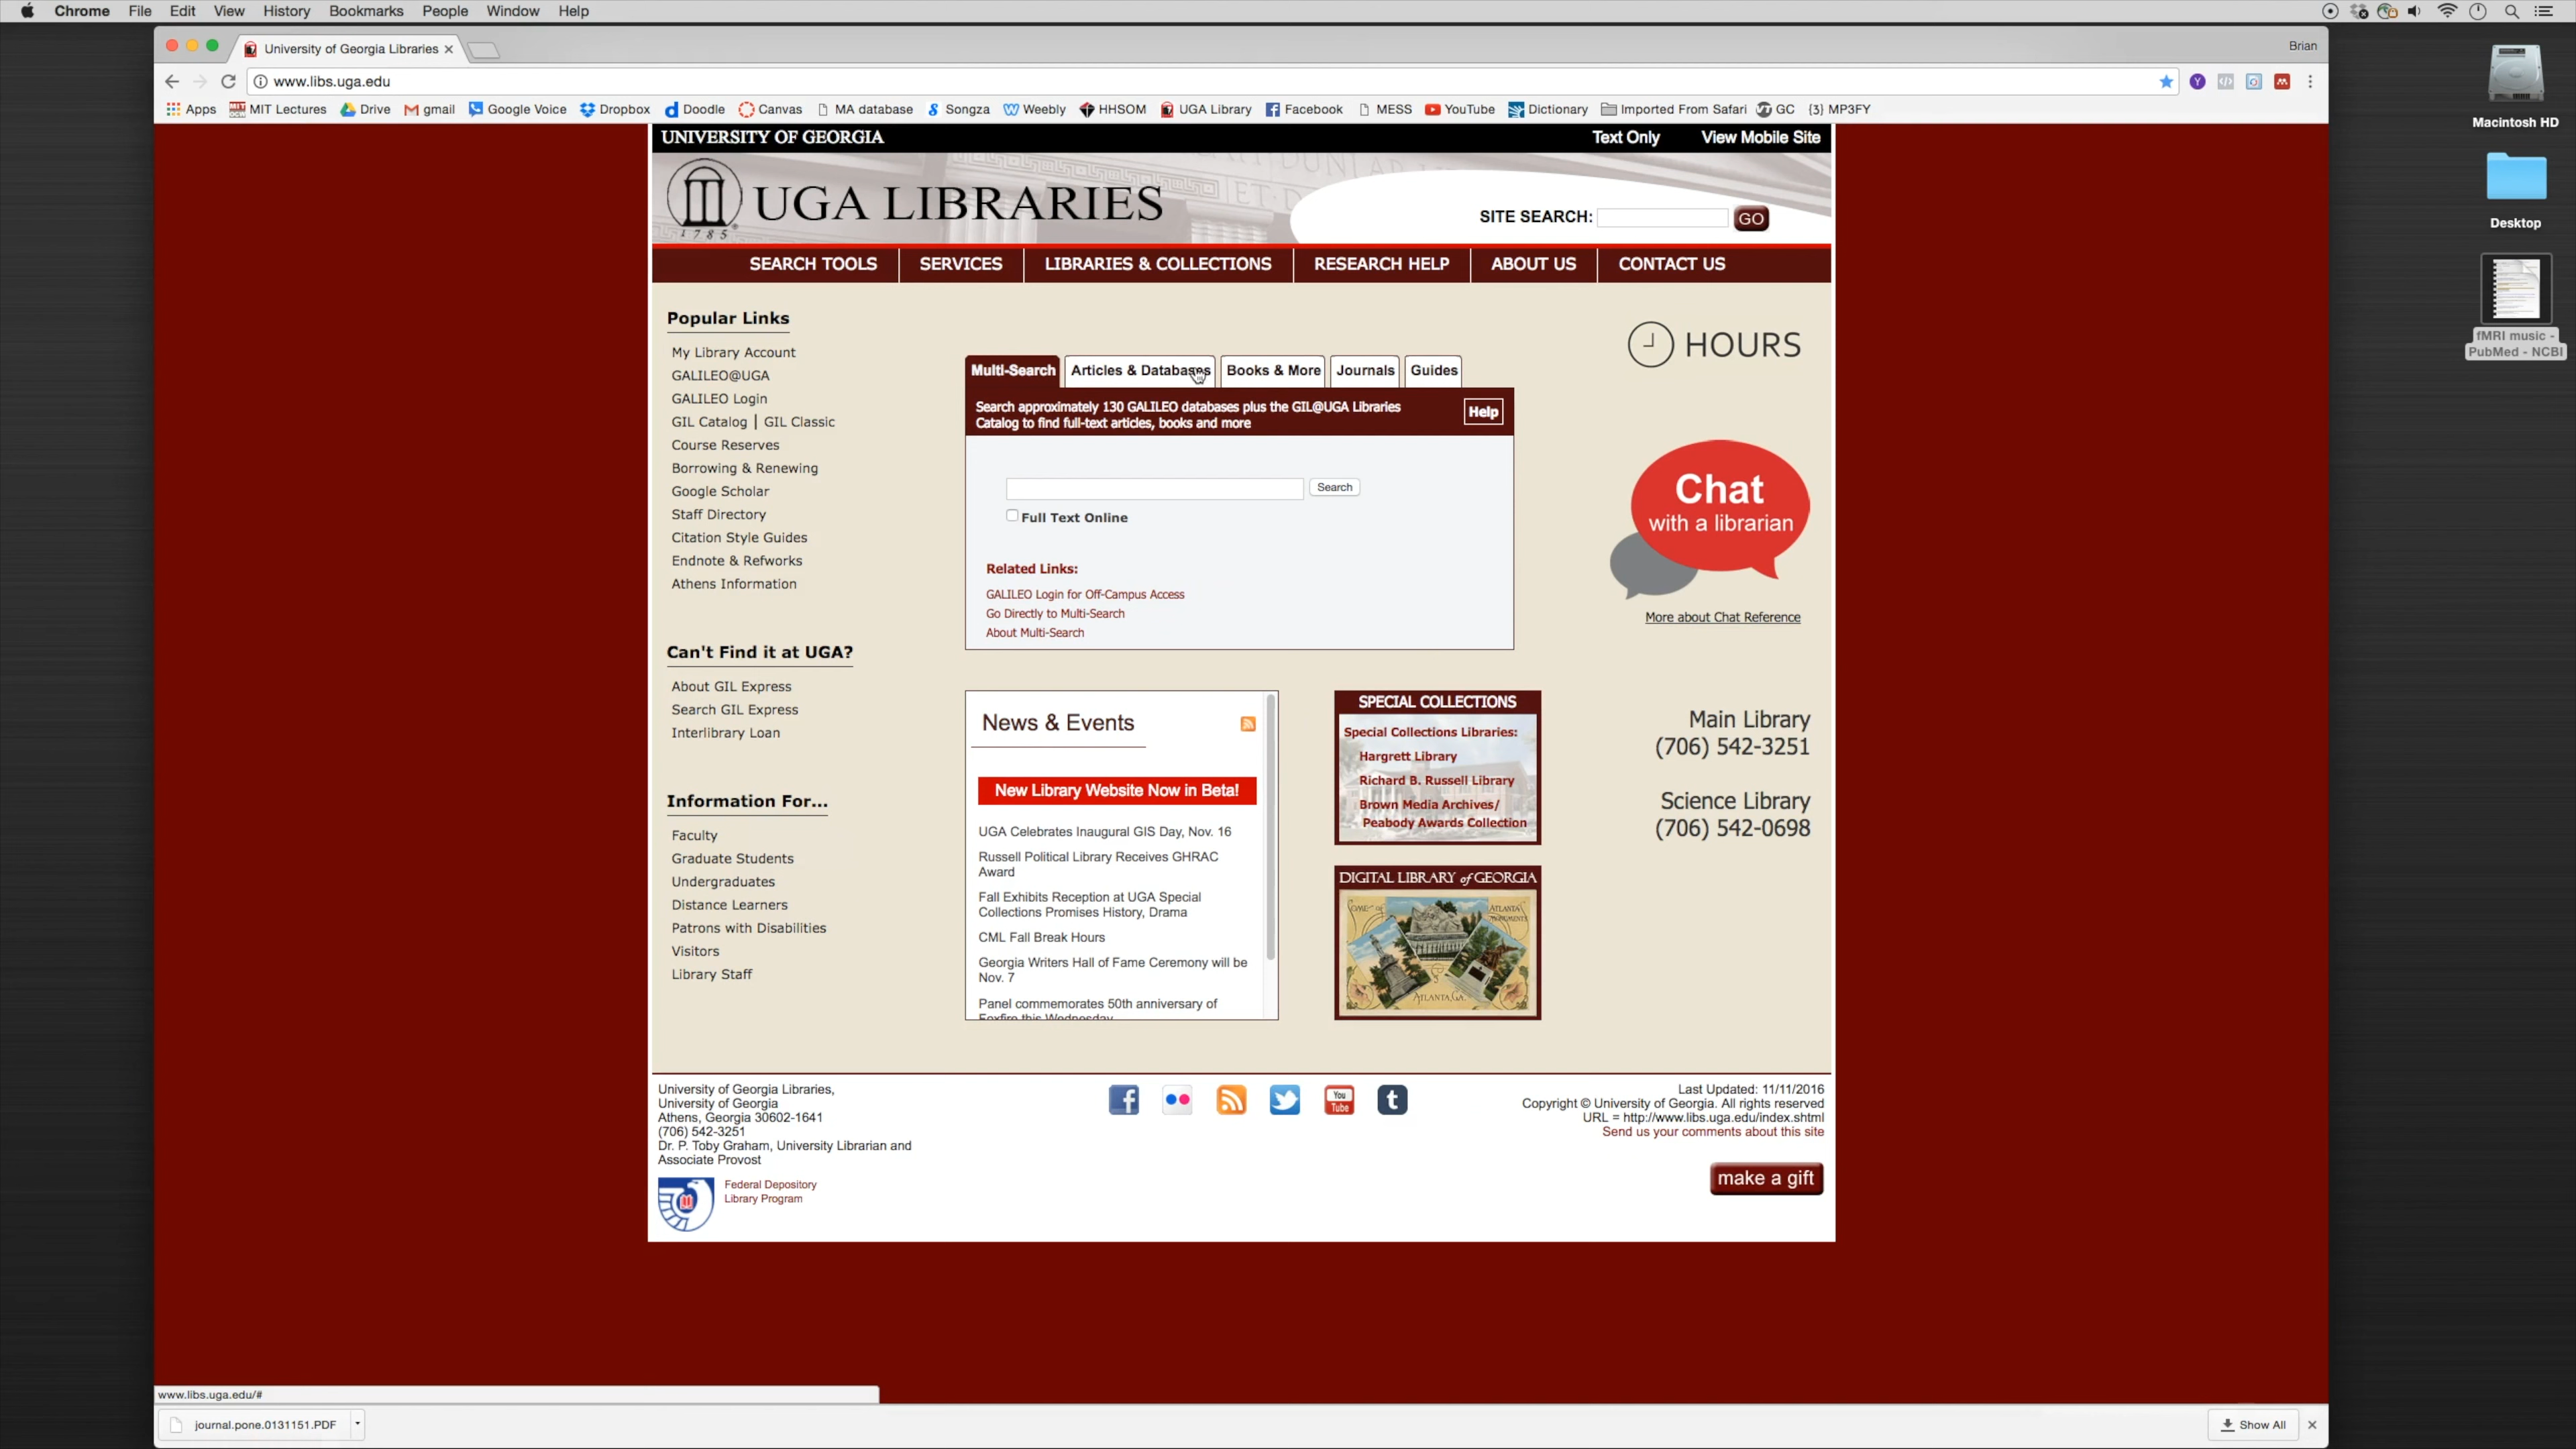 Chrome File Edit View History Bookmarks People Window Help
University of Georgia Libraries
Brian
www.libs.uga.edu
Apps MIT Lectures Drive gmail Google Voice Dropbox Doodle Canvas MA database Songza Weebly HHSOM UGA Library Facebook MESS YouTube Dictionary Imported From Safari GC {3} MP3FY
Macintosh HD
Desktop
fMRI music -
PubMed - NCBI
UNIVERSITY OF GEORGIA
Text Only View Mobile Site
UGA LIBRARIES
1785
SITE SEARCH: GO
SEARCH TOOLS SERVICES LIBRARIES & COLLECTIONS RESEARCH HELP ABOUT US CONTACT US
Popular Links
My Library Account
GALILEO@UGA
GALILEO Login
GIL Catalog | GIL Classic
Course Reserves
Borrowing & Renewing
Google Scholar
Staff Directory
Citation Style Guides
Endnote & Refworks
Athens Information
Can't Find it at UGA?
About GIL Express
Search GIL Express
Interlibrary Loan
Information For...
Faculty
Graduate Students
Undergraduates
Distance Learners
Patrons with Disabilities
Visitors
Library Staff
Multi-Search Articles & Databases Books & More Journals Guides
Search approximately 130 GALILEO databases plus the GIL@UGA Libraries
Catalog to find full-text articles, books and more
Help
Search
Full Text Online
Related Links:
GALILEO Login for Off-Campus Access
Go Directly to Multi-Search
About Multi-Search
News & Events
New Library Website Now in Beta!
UGA Celebrates Inaugural GIS Day, Nov. 16
Russell Political Library Receives GHRAC
Award
Fall Exhibits Reception at UGA Special
Collections Promises History, Drama
CML Fall Break Hours
Georgia Writers Hall of Fame Ceremony will be
Nov. 7
Panel commemorates 50th anniversary of
Foxfire this Wednesday
SPECIAL COLLECTIONS
Special Collections Libraries:
Hargrett Library
Richard B. Russell Library
Brown Media Archives/
Peabody Awards Collection
DIGITAL LIBRARY of GEORGIA
ATLANTA, GA.
HOURS
Chat
with a librarian
More about Chat Reference
Main Library
(706) 542-3251
Science Library
(706) 542-0698
University of Georgia Libraries,
University of Georgia
Athens, Georgia 30602-1641
(706) 542-3251
Dr. P. Toby Graham, University Librarian and
Associate Provost
Federal Depository
Library Program
You
Tube
Last Updated: 11/11/2016
Copyright © University of Georgia. All rights reserved
URL = http://www.libs.uga.edu/index.shtml
Send us your comments about this site
make a gift
www.libs.uga.edu/#
journal.pone.0131151.PDF
Show All